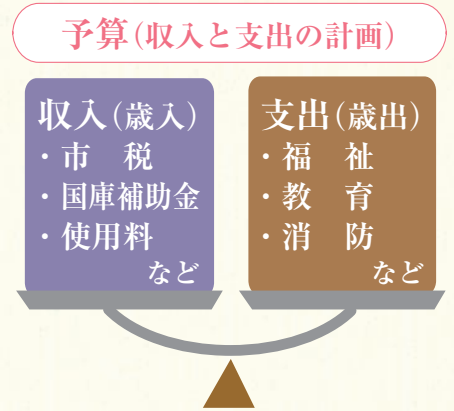 予算(収入と支出の計画)
収入(歳入)
・市　税
・国庫補助金
・使用料
など
支出(歳出)
・福　祉
・教　育
・消　防
など